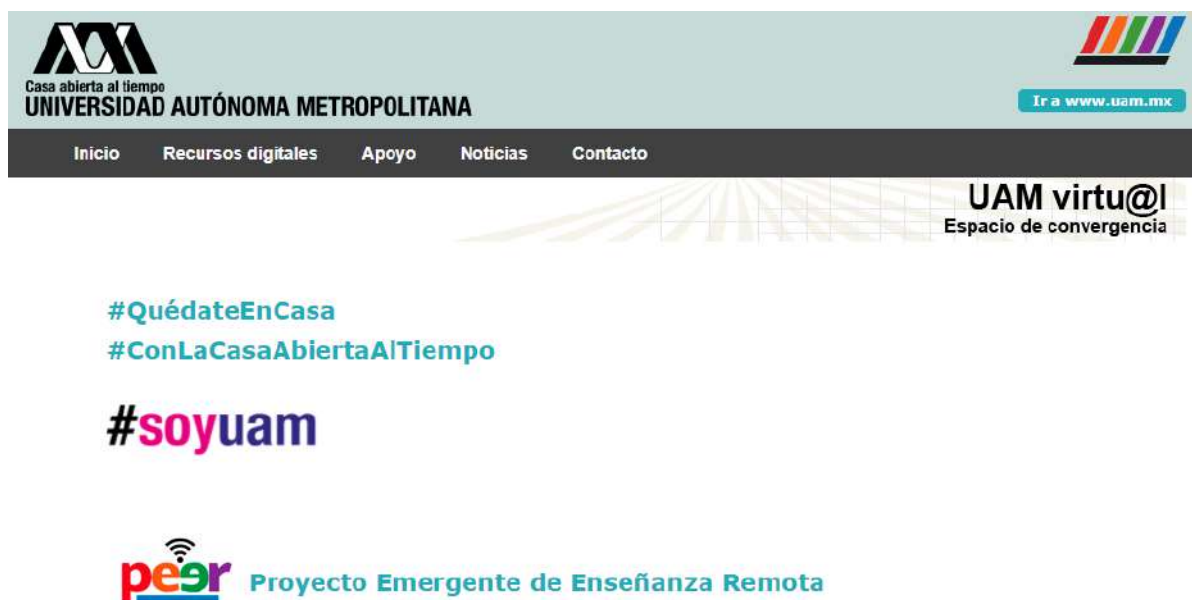 Casa abierta al tiempo
UNIVERSIDAD AUTÓNOMA METROPOLITANA
Ir a www.uam.mx
Inicio Recursos digitales Apoyo Noticias Contacto
UAM virtu@l
Espacio de convergencia
#QuédateEnCasa
#ConLaCasaAbiertaAlTiempo
#soyuam
peer Proyecto Emergente de Enseñanza Remota